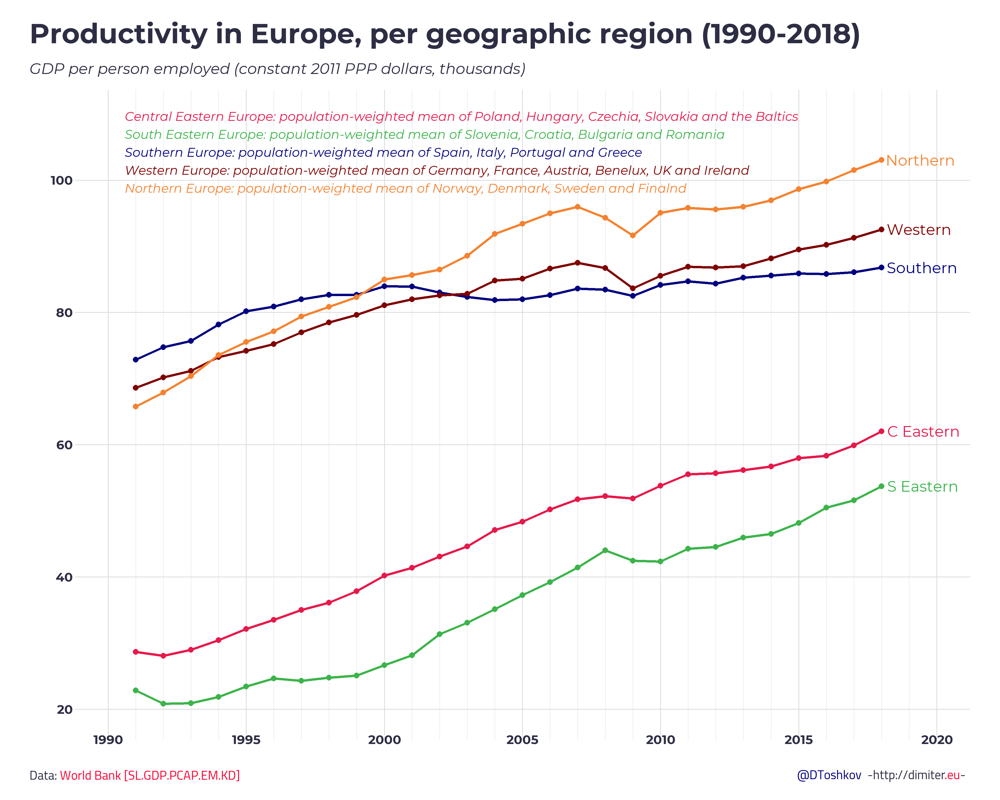 Productivity in Europe, per geographic region (1990-2018)
GDP per person employed (constant 2011 PPP dollars, thousands)
Central Eastern Europe: population-weighted mean of Poland, Hungary, Czechia, Slovakia and the Baltics
South Eastern Europe: population-weighted mean of Slovenia, Croatia, Bulgaria and Romania
Southern Europe: population-weighted mean of Spain, Italy, Portugal and Greece
Western Europe: population-weighted mean of Germany, France, Austria, Benelux, UK and Ireland
Northern Europe: population-weighted mean of Norway, Denmark, Sweden and Finalnd
Northern
Western
Southern
C Eastern
S Eastern
100
80
60
40
20
1990 1995 2000 2005 2010 2015 2020
Data: World Bank [SL.GDP.PCAP.EM.KD]
@DToshkov -http://dimiter.eu-